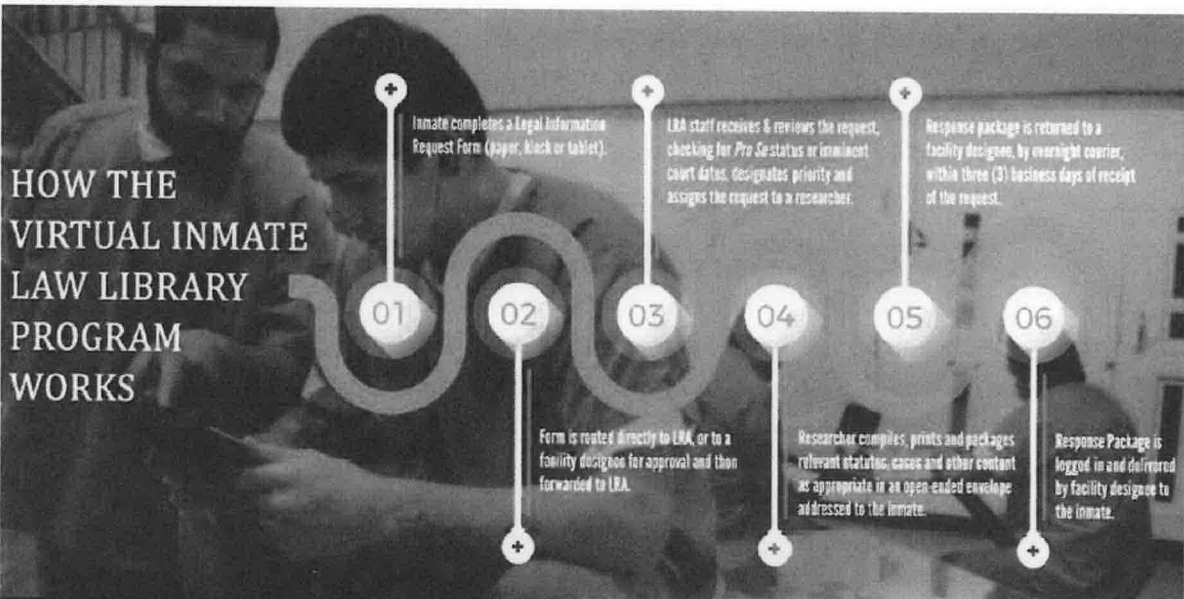 HOW THE
VIRTUAL INMATE
LAW LIBRARY
PROGRAM
WORKS
01
Inmate completes a Legal Information
Request Form (paper, kiosk or tablet).
02
Form is routed directly to LRA, or to a
facility designee for approval and then
forwarded to LRA.
03
LRA staff receives & reviews the request,
checking for Pro Se status or imminent
court dates, designates priority and
assigns the request to a researcher.
04
Researcher compiles, prints and packages
relevant statutes, cases and other content
as appropriate in an open-ended envelope
addressed to the inmate.
05
Response package is returned to a
facility designee, by overnight courier,
within three (3) business days of receipt
of the request.
06
Response Package is
logged in and delivered
by facility designee to
the inmate.